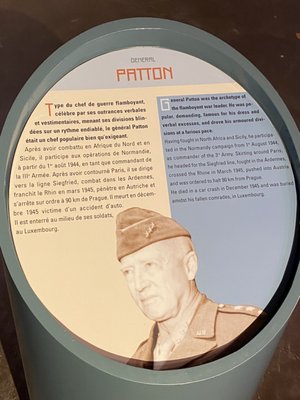 GENERAL
PATTON
Type du chef de guerre flamboyant,
célèbre par ses outrances verbales
et vestimentaires, menant ses divisions blin-
dées sur un rythme endiablé, le général Patton
était un chef populaire bien qu'exigeant.
Après avoir combattu en Afrique du Nord et en
Sicile, il participe aux opérations de Normandie,
à partir du 1er août 1944, en tant que commandant de
la IIIe Armée. Après avoir contourné Paris, il se dirige
vers la ligne Siegfried, combat dans les Ardennes,
franchit le Rhin en mars 1945, pénètre en Autriche et
s'arrête sur ordre à 90 km de Prague. Il meurt en décem-
bre 1945 victime d'un accident d'auto.
Il est enterré au milieu de ses soldats,
au Luxembourg.
General Patton was the archetype of
the flamboyant war leader. He was po-
pular, demanding, famous for his dress and
verbal excesses, and drove his armoured divi-
sions at a furious pace.
Having fought in North Africa and Sicily, he participa-
ted in the Normandy campaign from 1st August 1944,
as commander of the 3rd Army. Skirting around Paris,
he headed for the Siegfried line, fought in the Ardennes,
crossed the Rhine in March 1945, pushed into Austria
and was ordered to halt 90 km from Prague.
He died in a car crash in December 1945 and was buried
amidst his fallen comrades, in Luxembourg.